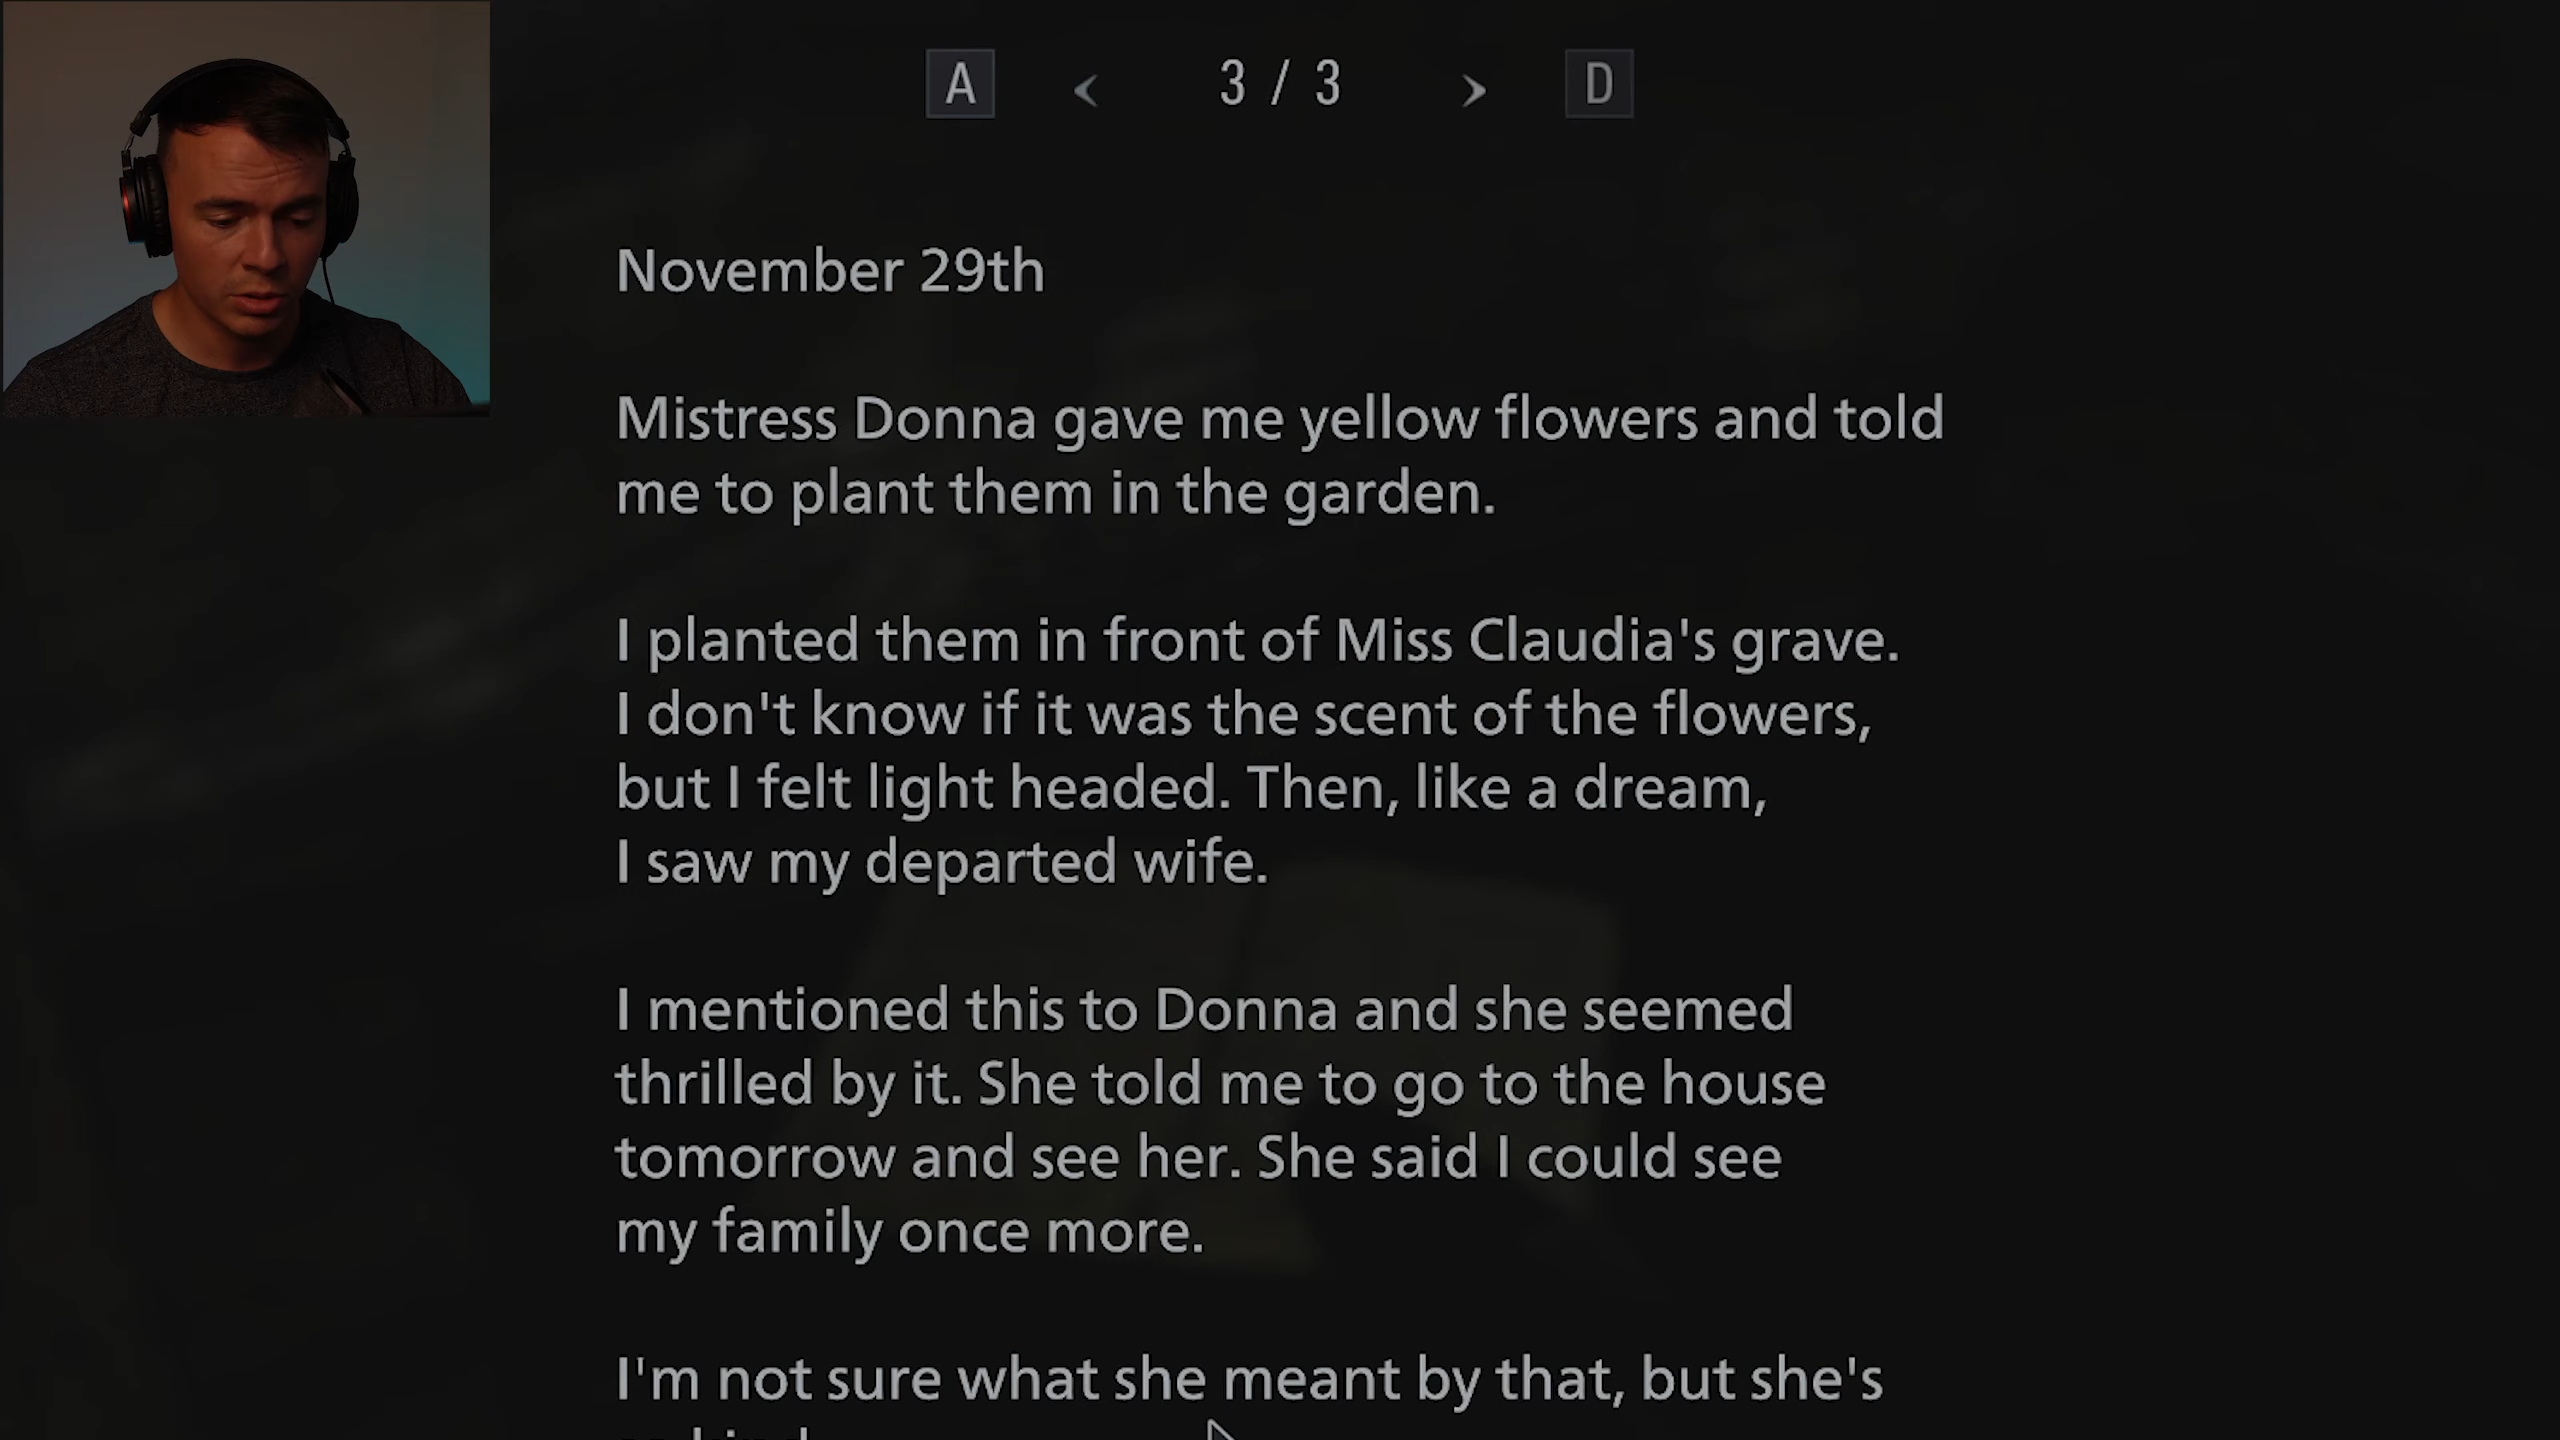 A < 3 / 3 > D
November 29th
Mistress Donna gave me yellow flowers and told
me to plant them in the garden.
I planted them in front of Miss Claudia's grave.
I don't know if it was the scent of the flowers,
but I felt light headed. Then, like a dream,
I saw my departed wife.
I mentioned this to Donna and she seemed
thrilled by it. She told me to go to the house
tomorrow and see her. She said I could see
my family once more.
I'm not sure what she meant by that, but she's